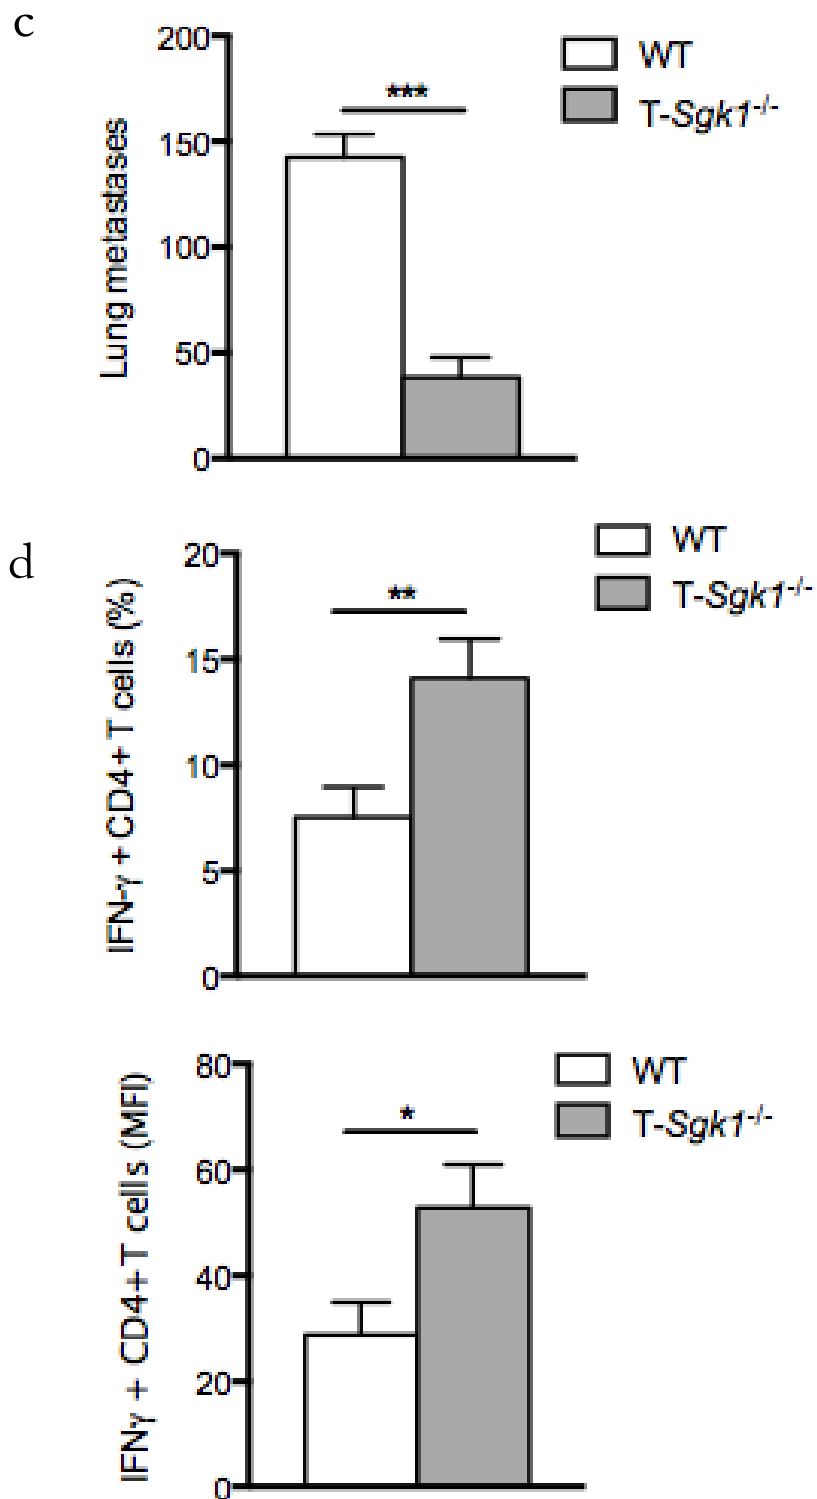 c
Lung metastases
200
150
100
50
0
***
WT
T-Sgk1-/-
d
IFN-γ + CD4+ T cells (%)
20
15
10
5
0
**
WT
T-Sgk1-/-
IFNγ + CD4+ T cells (MFI)
80
60
40
20
0
*
WT
T-Sgk1-/-